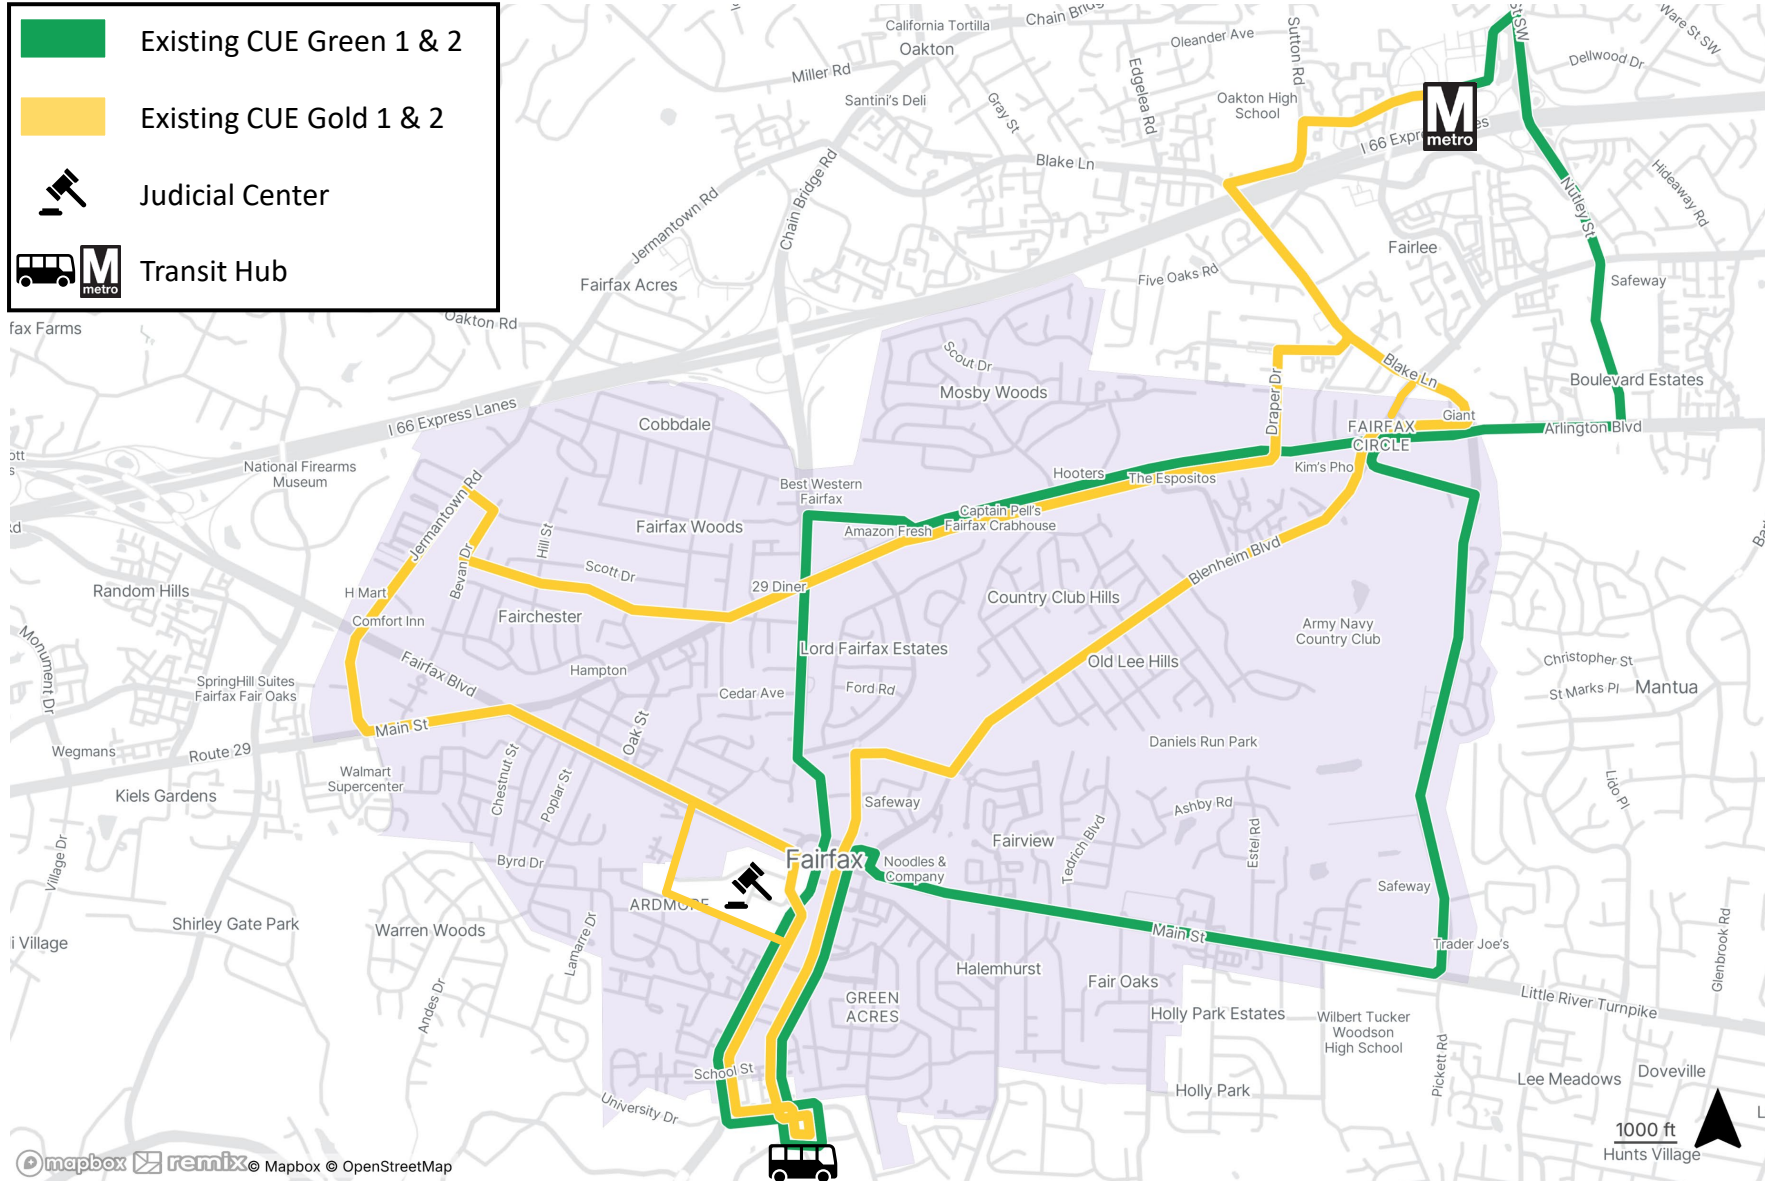 Existing CUE Green 1 & 2
Existing CUE Gold 1 & 2
Judicial Center
M
metro
Transit Hub
California Tortilla
Oakton
Oleander Ave
Sutton Rd
Ware St SW
Dellwood Dr
Miller Rd
Edgelea Rd
Santini's Deli
Gray St
Oakton High
School
M
metro
Blake Ln
Nutley St
Hideaway Rd
Jermantown Rd
Chain Bridge Rd
Fairlee
Five Oaks Rd
Safeway
Fairfax Acres
Oakton Rd
fax Farms
Scout Dr
Mosby Woods
Blake Ln
Boulevard Estates
Draper Dr
I 66 Express Lanes
Cobbdale
Giant
FAIRFAX
CIRCLE
Arlington Blvd
National Firearms
Museum
Kim's Pho
Hooters
The Espositos
Best Western
Fairfax
Jermantown Rd
Fairfax Woods
Captain Pell's
Fairfax Crabhouse
Amazon Fresh
Hill St
Bevan Dr
Scott Dr
29 Diner
Blenheim Blvd
Random Hills
H Mart
Comfort Inn
Fairchester
Country Club Hills
Army Navy
Country Club
Monument Dr
Lord Fairfax Estates
Old Lee Hills
Fairfax Blvd
Hampton
SpringHill Suites
Fairfax Fair Oaks
Cedar Ave
Ford Rd
Christopher St
St Marks Pl
Mantua
Main St
Oak St
Wegmans
Route 29
Daniels Run Park
Walmart
Supercenter
Chestnut St
Poplar St
Kiels Gardens
Safeway
Ashby Rd
Lido Pl
Village Dr
Byrd Dr
Fairfax
Fairview
Tedrich Blvd
Estel Rd
Noodles &
Company
Safeway
ARDMORE
Shirley Gate Park
Warren Woods
Lamarre Dr
i Village
Main St
Trader Joe's
Glenbrook Rd
Halemhurst
Fair Oaks
Andes Dr
GREEN
ACRES
Little River Turnpike
Holly Park Estates
Wilbert Tucker
Woodson
High School
Pickett Rd
School St
Lee Meadows
Doveville
University Dr
Holly Park
1000 ft
Hunts Village
mapbox remix © Mapbox © OpenStreetMap